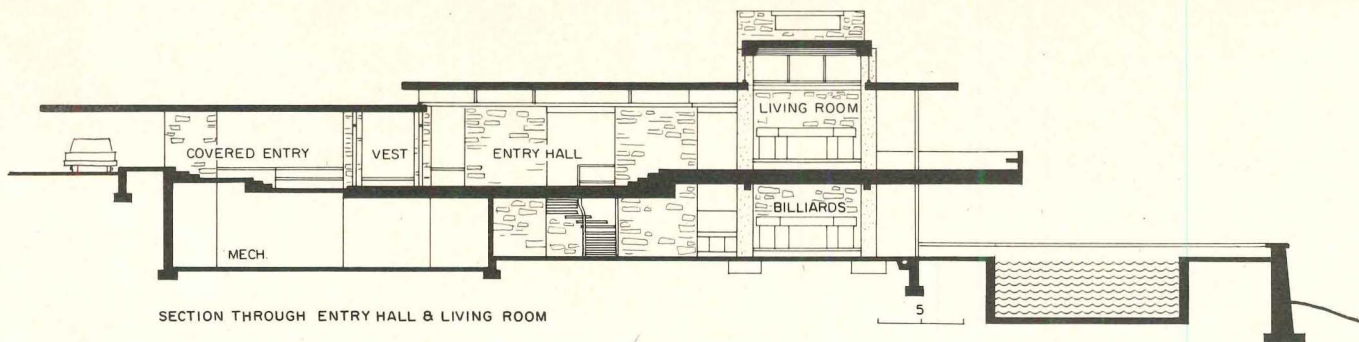 LIVING ROOM
COVERED ENTRY
VEST
ENTRY HALL
BILLIARDS
MECH.
5
SECTION THROUGH ENTRY HALL & LIVING ROOM